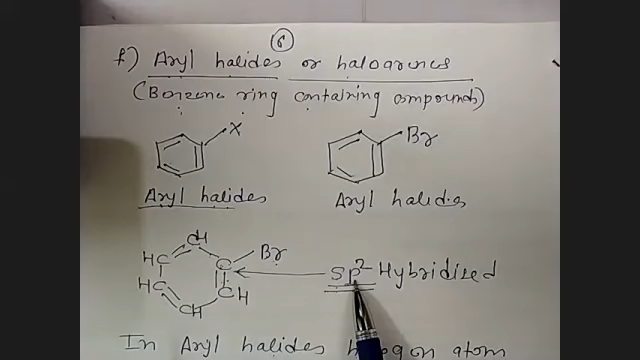 6
f) Aryl halides or haloarenes
(Benzene ring containing compounds)
X
Br
Aryl halides
Aryl halides
CH
HC
C
Br
HC
CH
CH
SP2-Hybridized
In Aryl halides halogen atom